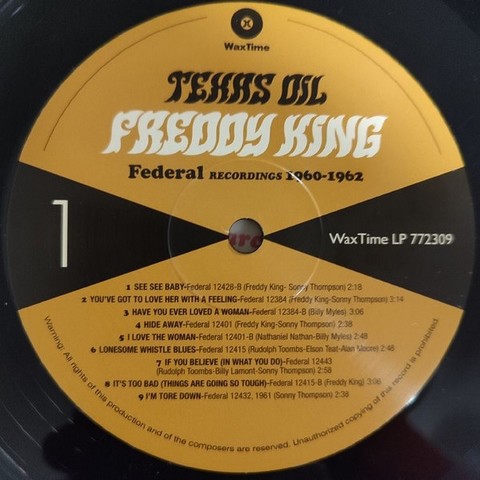 WaxTime
TEXAS OIL
FREDDY KING
Federal RECORDINGS 1960-1962
1
WaxTime LP 772309
1 SEE SEE BABY-Federal 12428-B (Freddy King- Sonny Thompson) 2:18
2 YOU'VE GOT TO LOVE HER WITH A FEELING-Federal 12384 (Freddy King-Sonny Thompson) 3:14
3 HAVE YOU EVER LOVED A WOMAN-Federal 12384-B (Billy Myles) 3:06
4 HIDE AWAY-Federal 12401 (Freddy King-Sonny Thompson) 2:38
5 I LOVE THE WOMAN-Federal 12401-B (Nathaniel Nathan-Billy Myles) 2:48
6 LONESOME WHISTLE BLUES-Federal 12415 (Rudolph Toombs-Elson Teat-Alan Moore) 2:48
7 IF YOU BELIEVE (IN WHAT YOU DO)-Federal 12443
(Rudolph Toombs-Billy Lamont-Sonny Thompson) 2:58
8 IT'S TOO BAD (THINGS ARE GOING SO TOUGH)-Federal 12415-B (Freddy King) 3:06
9 I'M TORE DOWN-Federal 12432, 1961 (Sonny Thompson) 2:38
Warning: All rights of this production and of the composers are reserved. Unauthorized copying of this record is prohibited.